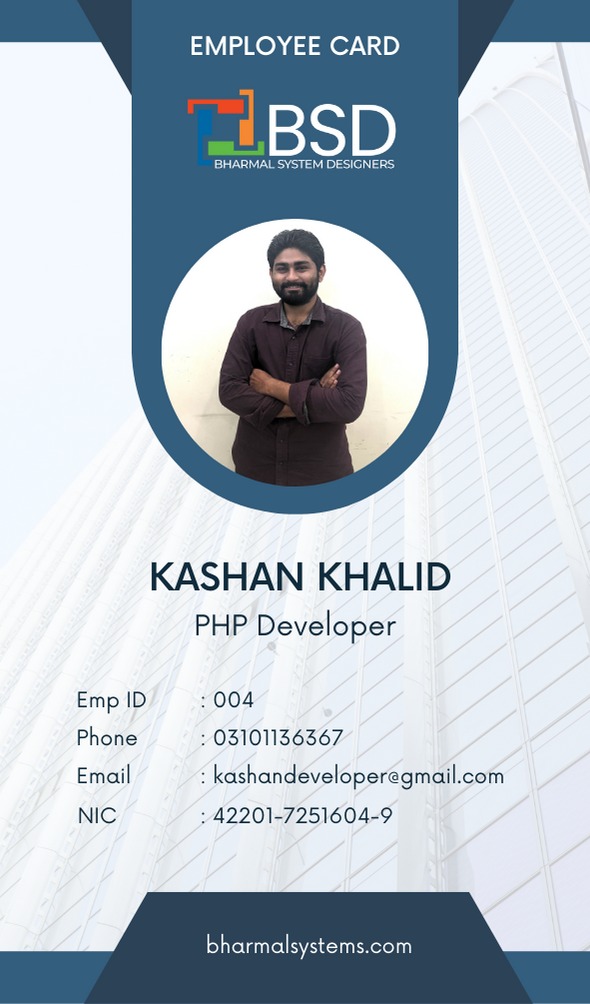 EMPLOYEE CARD
BSD
BHARMAL SYSTEM DESIGNERS
KASHAN KHALID
PHP Developer
Emp ID : 004
Phone : 03101136367
Email : kashandeveloper@gmail.com
NIC : 42201-7251604-9
bharmalsystems.com